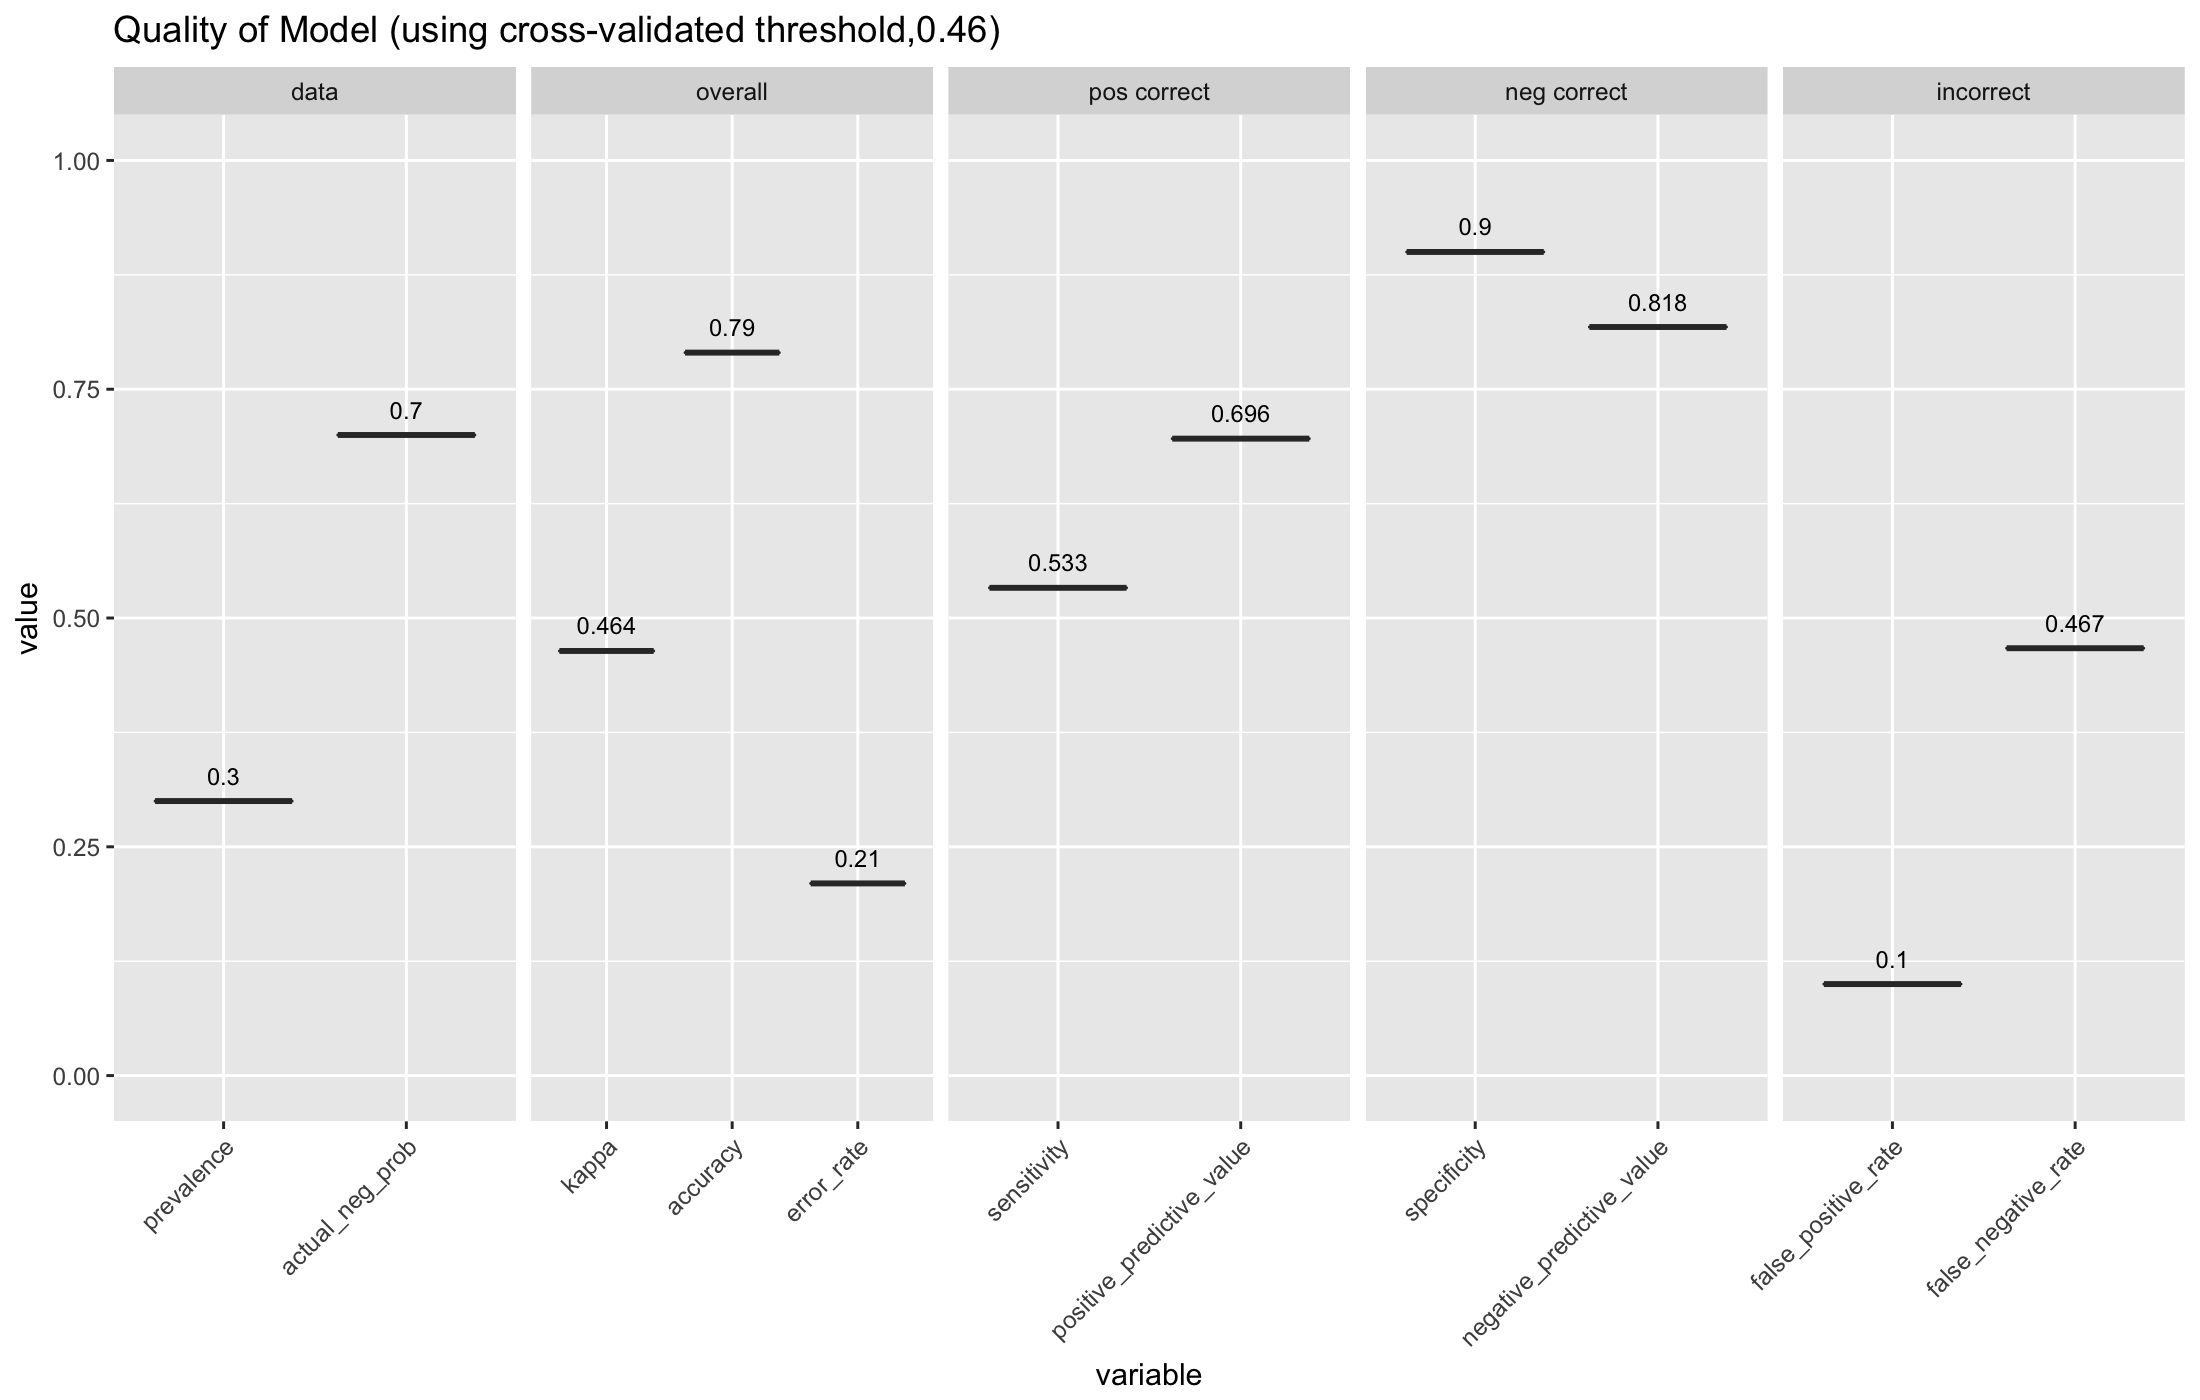 Quality of Model (using cross-validated threshold,0.46)
data
overall
pos correct
neg correct
incorrect
value
1.00
0.75
0.50
0.25
0.00
0.3
0.7
0.464
0.79
0.21
0.533
0.696
0.9
0.818
0.1
0.467
prevalence
actual_neg_prob
kappa
accuracy
error_rate
sensitivity
positive_predictive_value
specificity
negative_predictive_value
false_positive_rate
false_negative_rate
variable